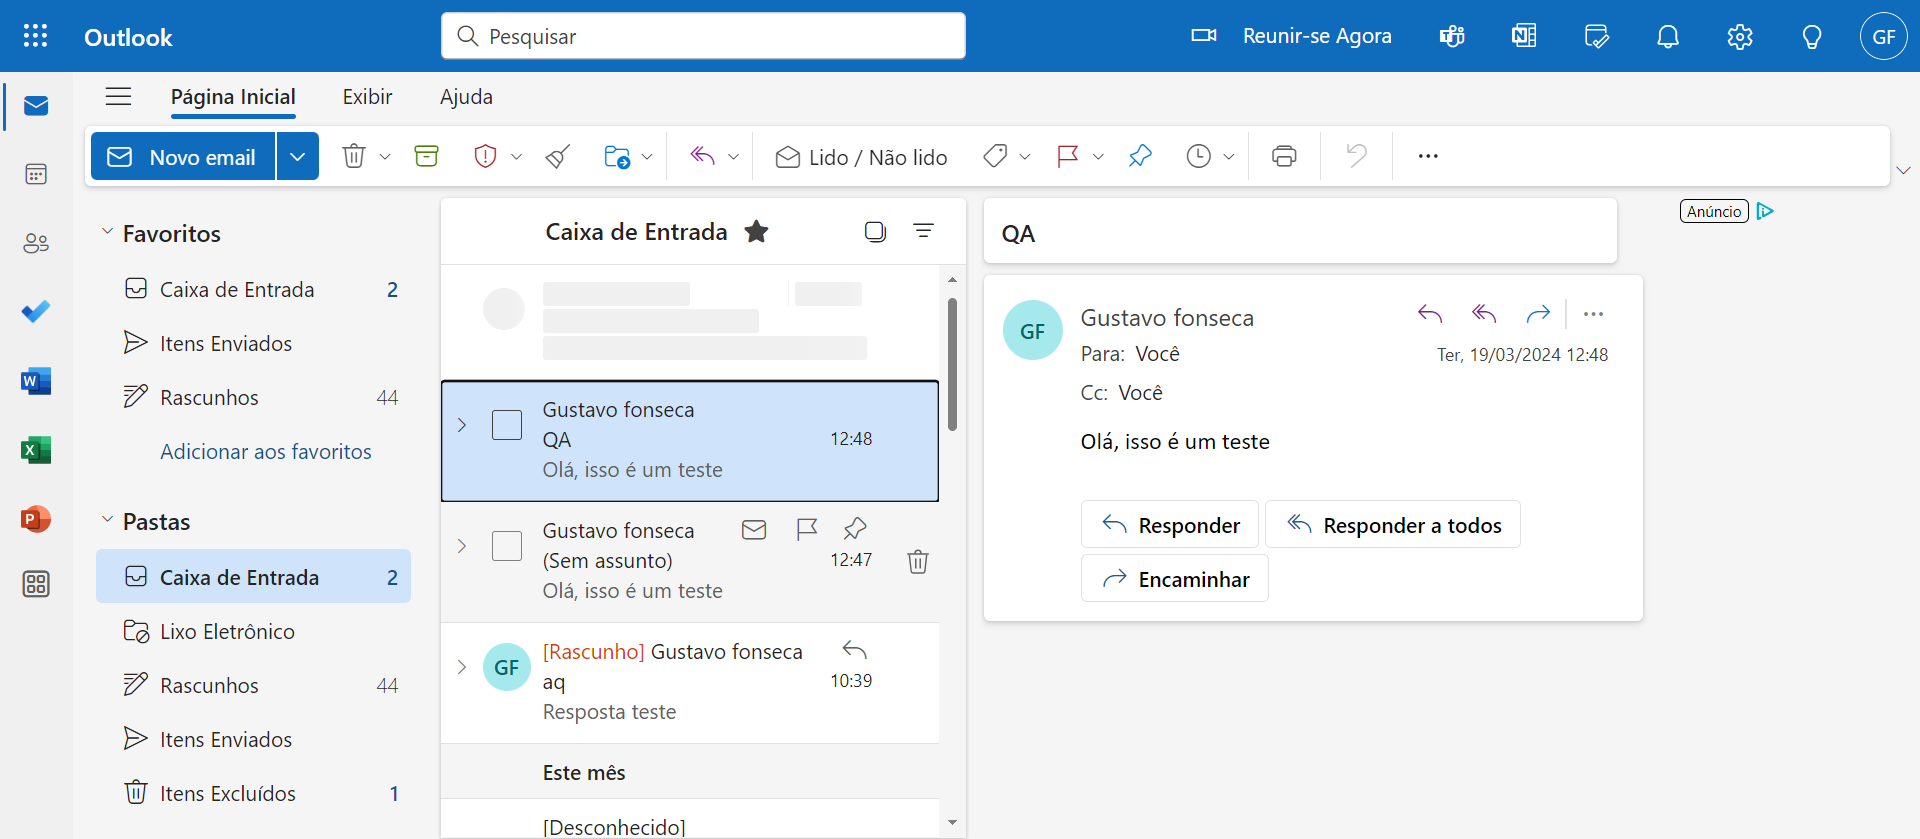 Outlook
Pesquisar
Reunir-se Agora
GF
Página Inicial
Exibir
Ajuda
Novo email
Lido / Não lido
Favoritos
Caixa de Entrada 2
Itens Enviados
Rascunhos 44
Adicionar aos favoritos
Pastas
Caixa de Entrada 2
Lixo Eletrônico
Rascunhos 44
Itens Enviados
Itens Excluídos 1
Caixa de Entrada
Gustavo fonseca
QA 12:48
Olá, isso é um teste
Gustavo fonseca
(Sem assunto) 12:47
Olá, isso é um teste
GF
[Rascunho] Gustavo fonseca
aq 10:39
Resposta teste
Este mês
[Desconhecido]
QA
Anúncio
GF
Gustavo fonseca
Para: Você
Ter, 19/03/2024 12:48
Cc: Você
Olá, isso é um teste
Responder
Responder a todos
Encaminhar